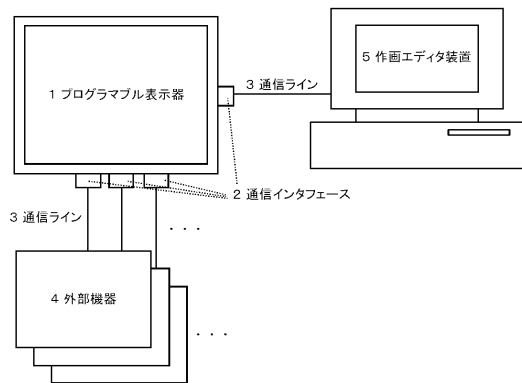 1 プログラマブル表示器
3 通信ライン
5 作画エディタ装置
2 通信インタフェース
3 通信ライン
・・・
4 外部機器
・・・